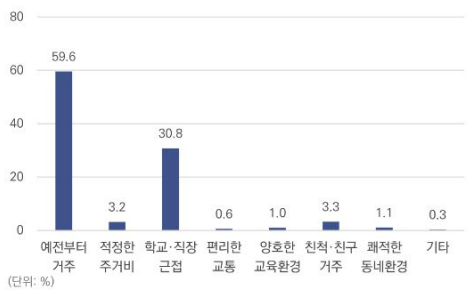 80
60
40
20
0
59.6
3.2
30.8
0.6
1.0
3.3
1.1
0.3
예전부터 거주
적정한 주거비
학교·직장 근접
편리한 교통
양호한 교육환경
친척·친구 거주
쾌적한 동네환경
기타
(단위: %)